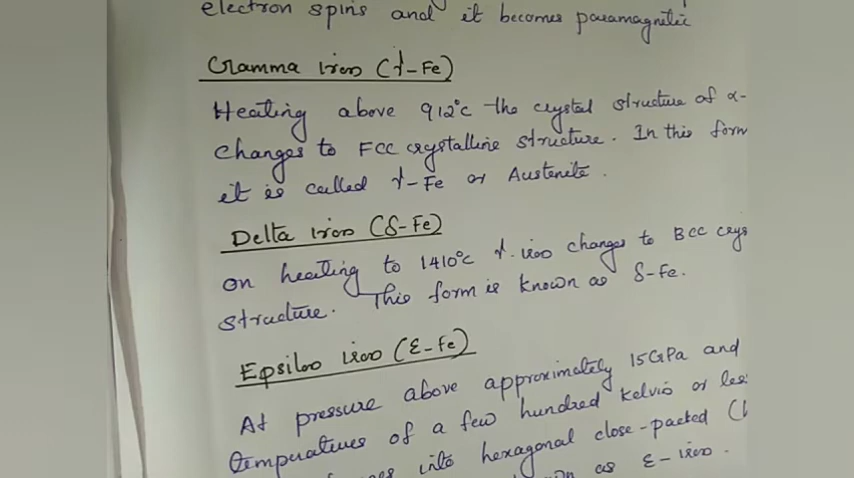 electron spins and it becomes paramagnetic
Gramma iron (γ-Fe)
Heating above 912°c the crystal structure of α-
changes to FCC crystalline structure. In this form
it is called γ-Fe or Austenite.
Delta iron (δ-Fe)
on heating to 1410°c γ-iron changes to BCC crys
structure. This form is known as δ-Fe.
Epsilon iron (ε-Fe)
At pressure above approximately 15GPa and
temperatures of a few hundred kelvin or les
into hexagonal close-packed (h
as ε-iron.